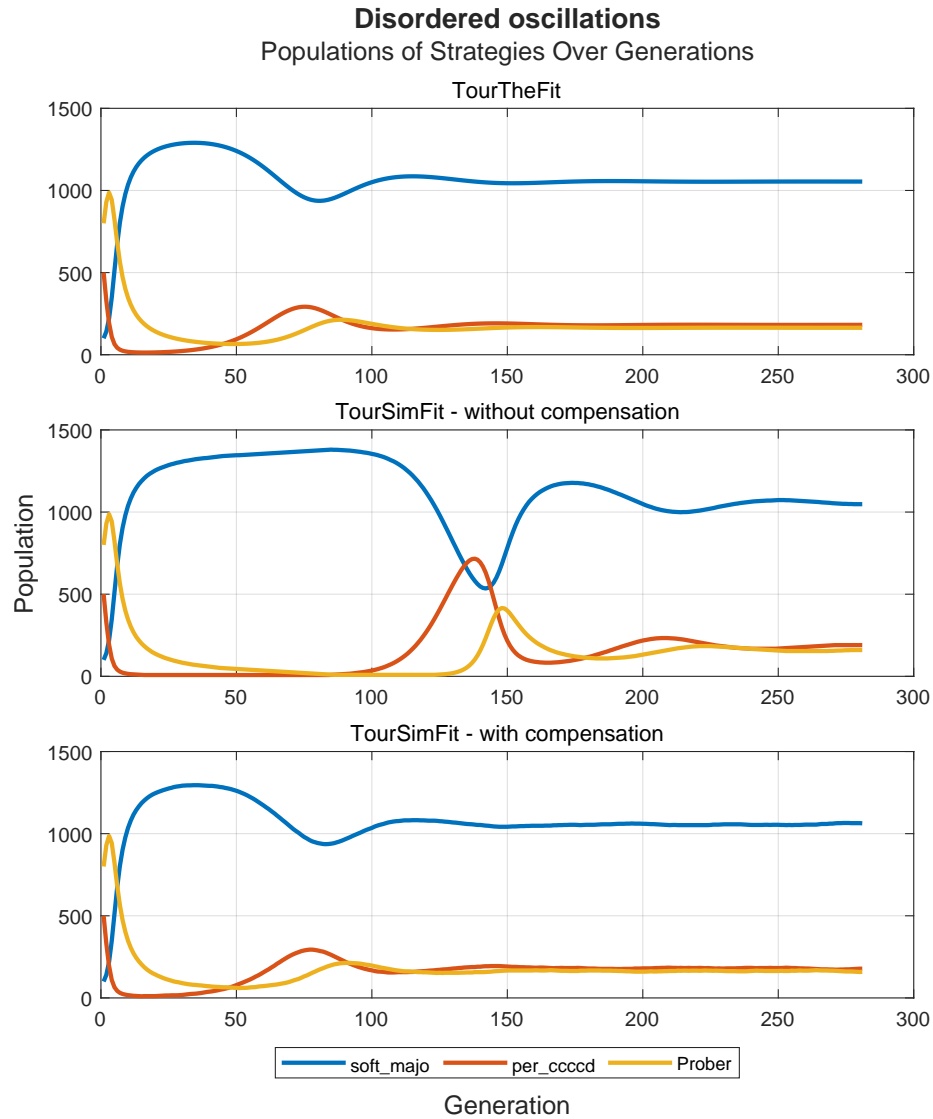 Disordered oscillations
Populations of Strategies Over Generations
TourTheFit
1500
1000
500
0
0 50 100 150 200 250 300
TourSimFit - without compensation
1500
1000
500
0
0 50 100 150 200 250 300
Population
TourSimFit - with compensation
1500
1000
500
0
0 50 100 150 200 250 300
soft_majo per_ccccd Prober
Generation